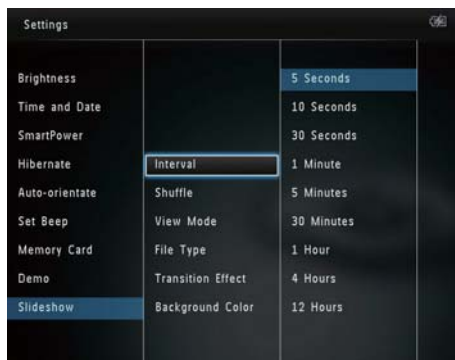 Settings
Brightness
Time and Date
SmartPower
Hibernate
Auto-orientate
Set Beep
Memory Card
Demo
Slideshow
Interval
Shuffle
View Mode
File Type
Transition Effect
Background Color
5 Seconds
10 Seconds
30 Seconds
1 Minute
5 Minutes
30 Minutes
1 Hour
4 Hours
12 Hours